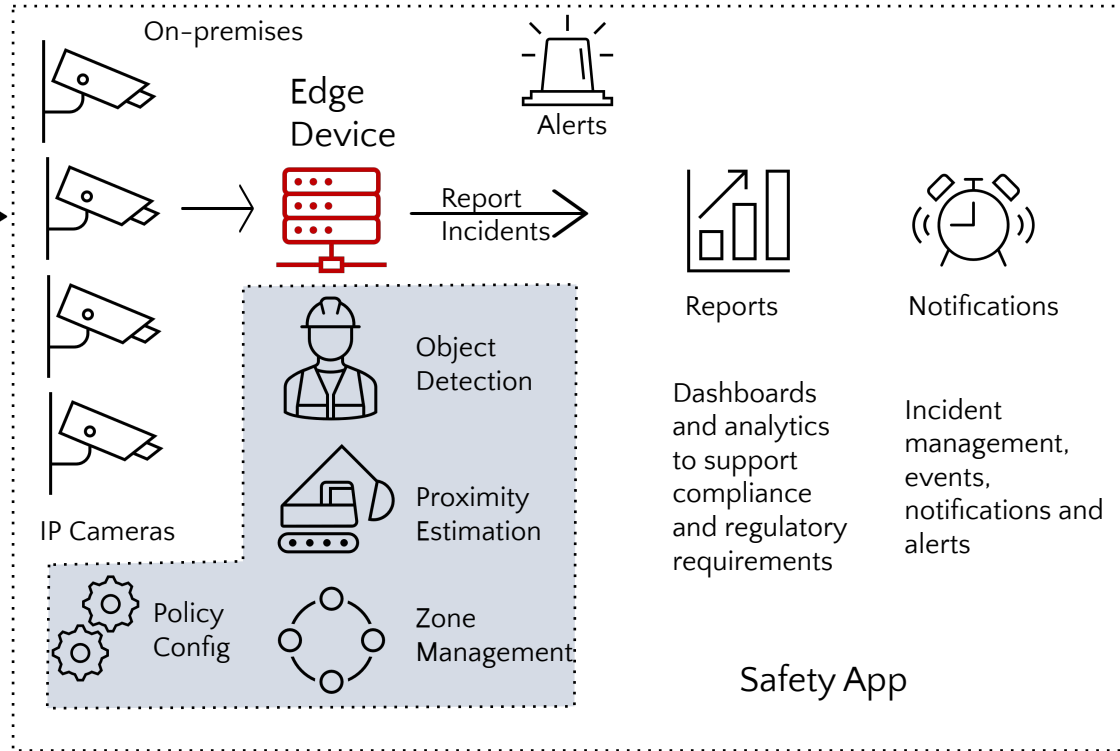 On-premises
Edge
Device
Alerts
Report
Incidents
Reports
Notifications
Object
Detection
Dashboards
and analytics
to support
compliance
and regulatory
requirements
Incident
management,
events,
notifications and
alerts
Proximity
Estimation
IP Cameras
Policy
Config
Zone
Management
Safety App